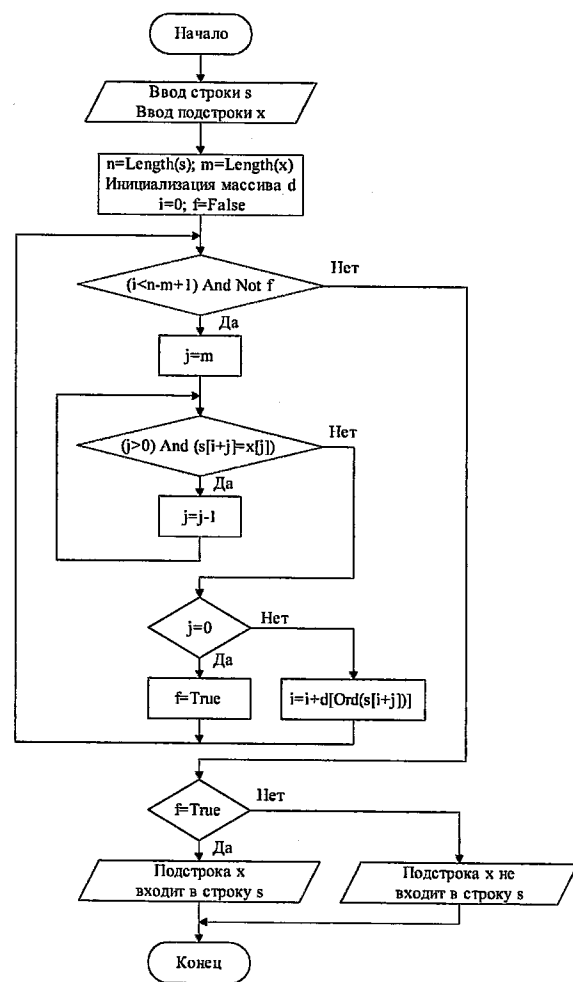 Начало
Ввод строки s
Ввод подстроки x
n=Length(s); m=Length(x)
Инициализация массива d
i=0; f=False
(i<n-m+1) And Not f
Нет
Да
j=m
(j>0) And (s[i+j]=x[j])
Нет
Да
j=j-1
j=0
Нет
Да
f=True
i=i+d[Ord(s[i+j])]
f=True
Нет
Да
Подстрока x
входит в строку s
Подстрока x не
входит в строку s
Конец